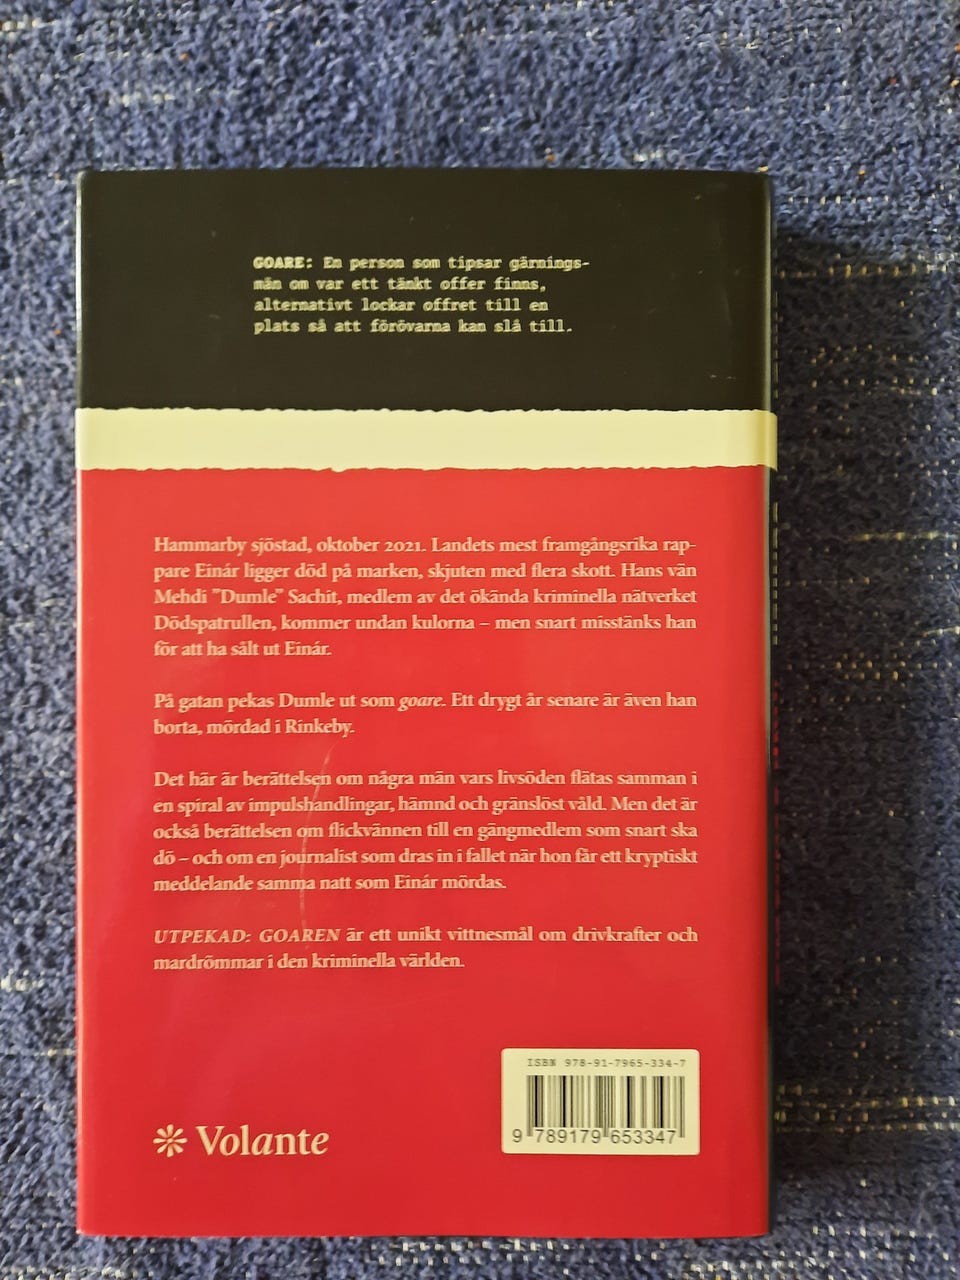 GOARE: En person som tipsar gärnings-
män om var ett tänkt offer finns,
alternativt lockar offret till en
plats så att förövarna kan slå till.
Hammarby sjöstad, oktober 2021. Landets mest framgångsrika rap-
pare Einár ligger död på marken, skjuten med flera skott. Hans vän
Mehdi ”Dumle” Sachit, medlem av det ökända kriminella nätverket
Dödspatrullen, kommer undan kulorna – men snart misstänks han
för att ha sålt ut Einár.
På gatan pekas Dumle ut som goare. Ett drygt år senare är även han
borta, mördad i Rinkeby.
Det här är berättelsen om några män vars livsöden flätas samman i
en spiral av impulshandlingar, hämnd och gränslöst våld. Men det är
också berättelsen om flickvännen till en gängmedlem som snart ska
dö – och om en journalist som dras in i fallet när hon får ett kryptiskt
meddelande samma natt som Einár mördas.
UTPEKAD: GOAREN är ett unikt vittnesmål om drivkrafter och
mardrömmar i den kriminella världen.
ISBN 978-91-7965-334-7
9 789179 653347
Volante